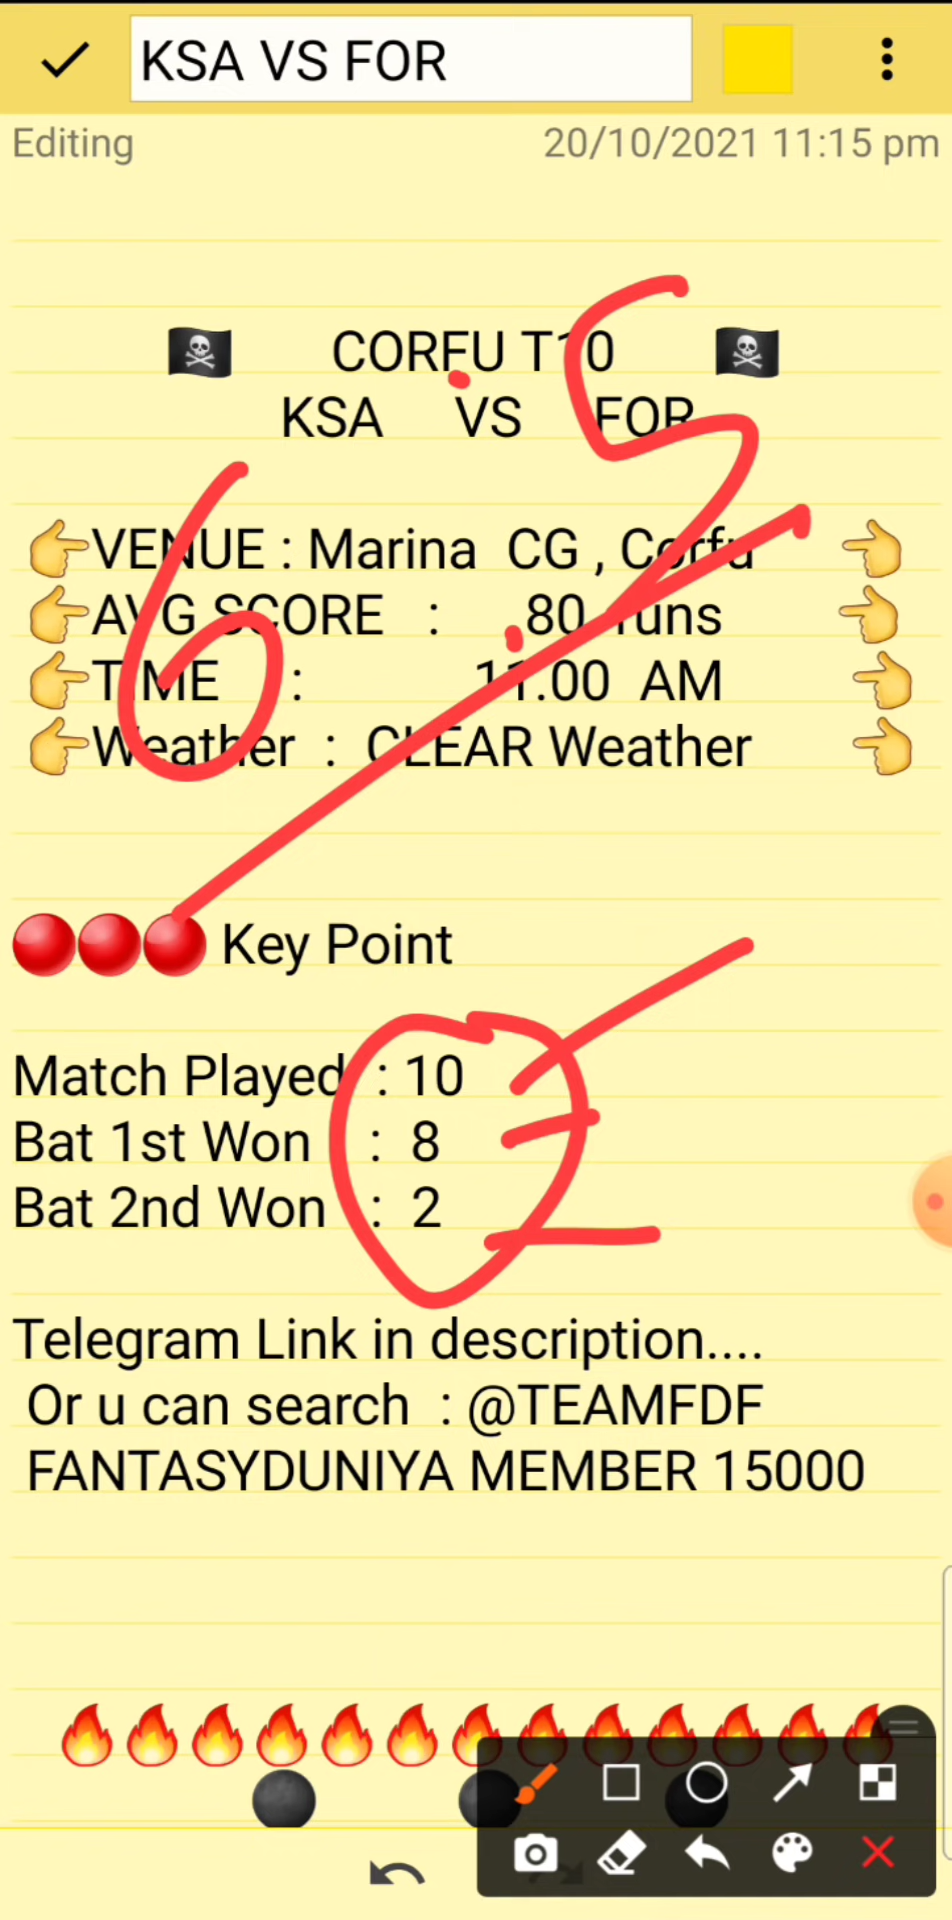 KSA VS FOR
Editing 20/10/2021 11:15 pm
CORFU T10
KSA VS FOR
6 5
VENUE : Marina CG , Corfu
AVG SCORE : 80 runs
TIME : 11.00 AM
Weather : CLEAR Weather
Key Point
Match Played : 10
Bat 1st Won : 8
Bat 2nd Won : 2
Telegram Link in description....
Or u can search : @TEAMFDF
FANTASYDUNIYA MEMBER 15000